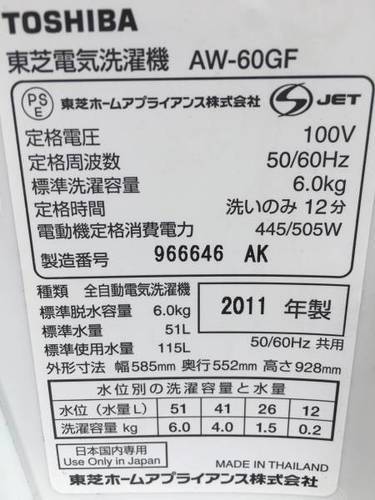 TOSHIBA
東芝電気洗濯機 AW-60GF
PS E 東芝ホームアプライアンス株式会社 S JET
定格電圧 100V
定格周波数 50/60Hz
標準洗濯容量 6.0kg
定格時間 洗いのみ 12分
電動機定格消費電力 445/505W
製造番号 966646 AK
種類 全自動電気洗濯機
標準脱水容量 6.0kg 2011 年製
標準水量 51L
標準使用水量 115L 50/60Hz 共用
外形寸法 幅585mm 奥行552mm 高さ928mm
水位別の洗濯容量と水量
水位 (水量L) 51 41 26 12
洗濯容量 kg 6.0 4.0 1.5 0.2
日本国内専用
Use Only in Japan MADE IN THAILAND
東芝ホームアプライアンス株式会社